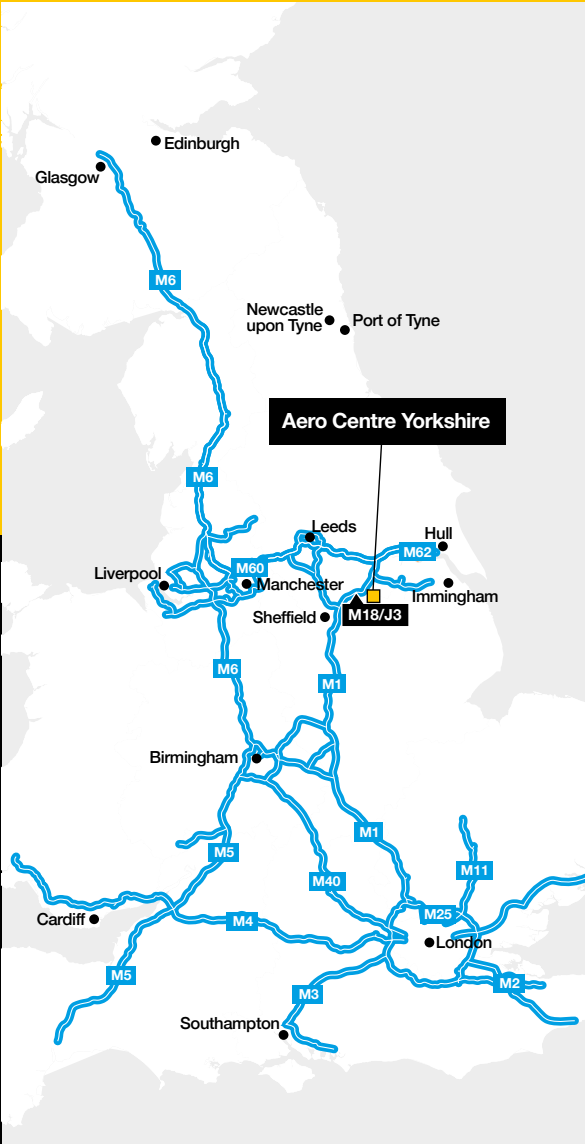 Edinburgh
Glasgow
M6
Newcastle
upon Tyne
Port of Tyne
Aero Centre Yorkshire
M6
Leeds
Hull
M62
M60
Liverpool
Manchester
Immingham
Sheffield
M18/J3
M6
M1
Birmingham
M1
M5
M11
M40
M25
Cardiff
M4
London
M5
M2
M3
Southampton